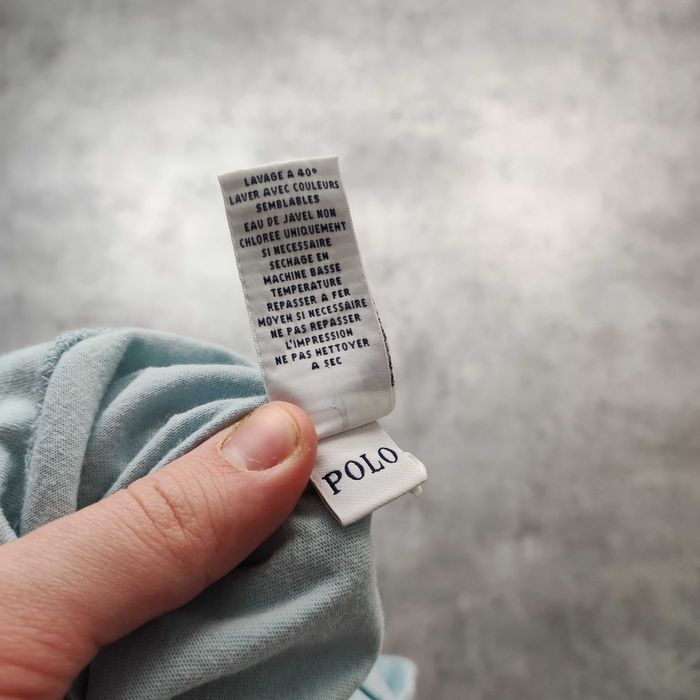 LAVAGE A 40°
LAVER AVEC COULEURS
SEMBLABLES
EAU DE JAVEL NON
CHLOREE UNIQUEMENT
SI NECESSAIRE
SECHAGE EN
MACHINE BASSE
TEMPERATURE
REPASSER A FER
MOYEN SI NECESSAIRE
NE PAS REPASSER
L'IMPRESSION
NE PAS NETTOYER
A SEC
POLO